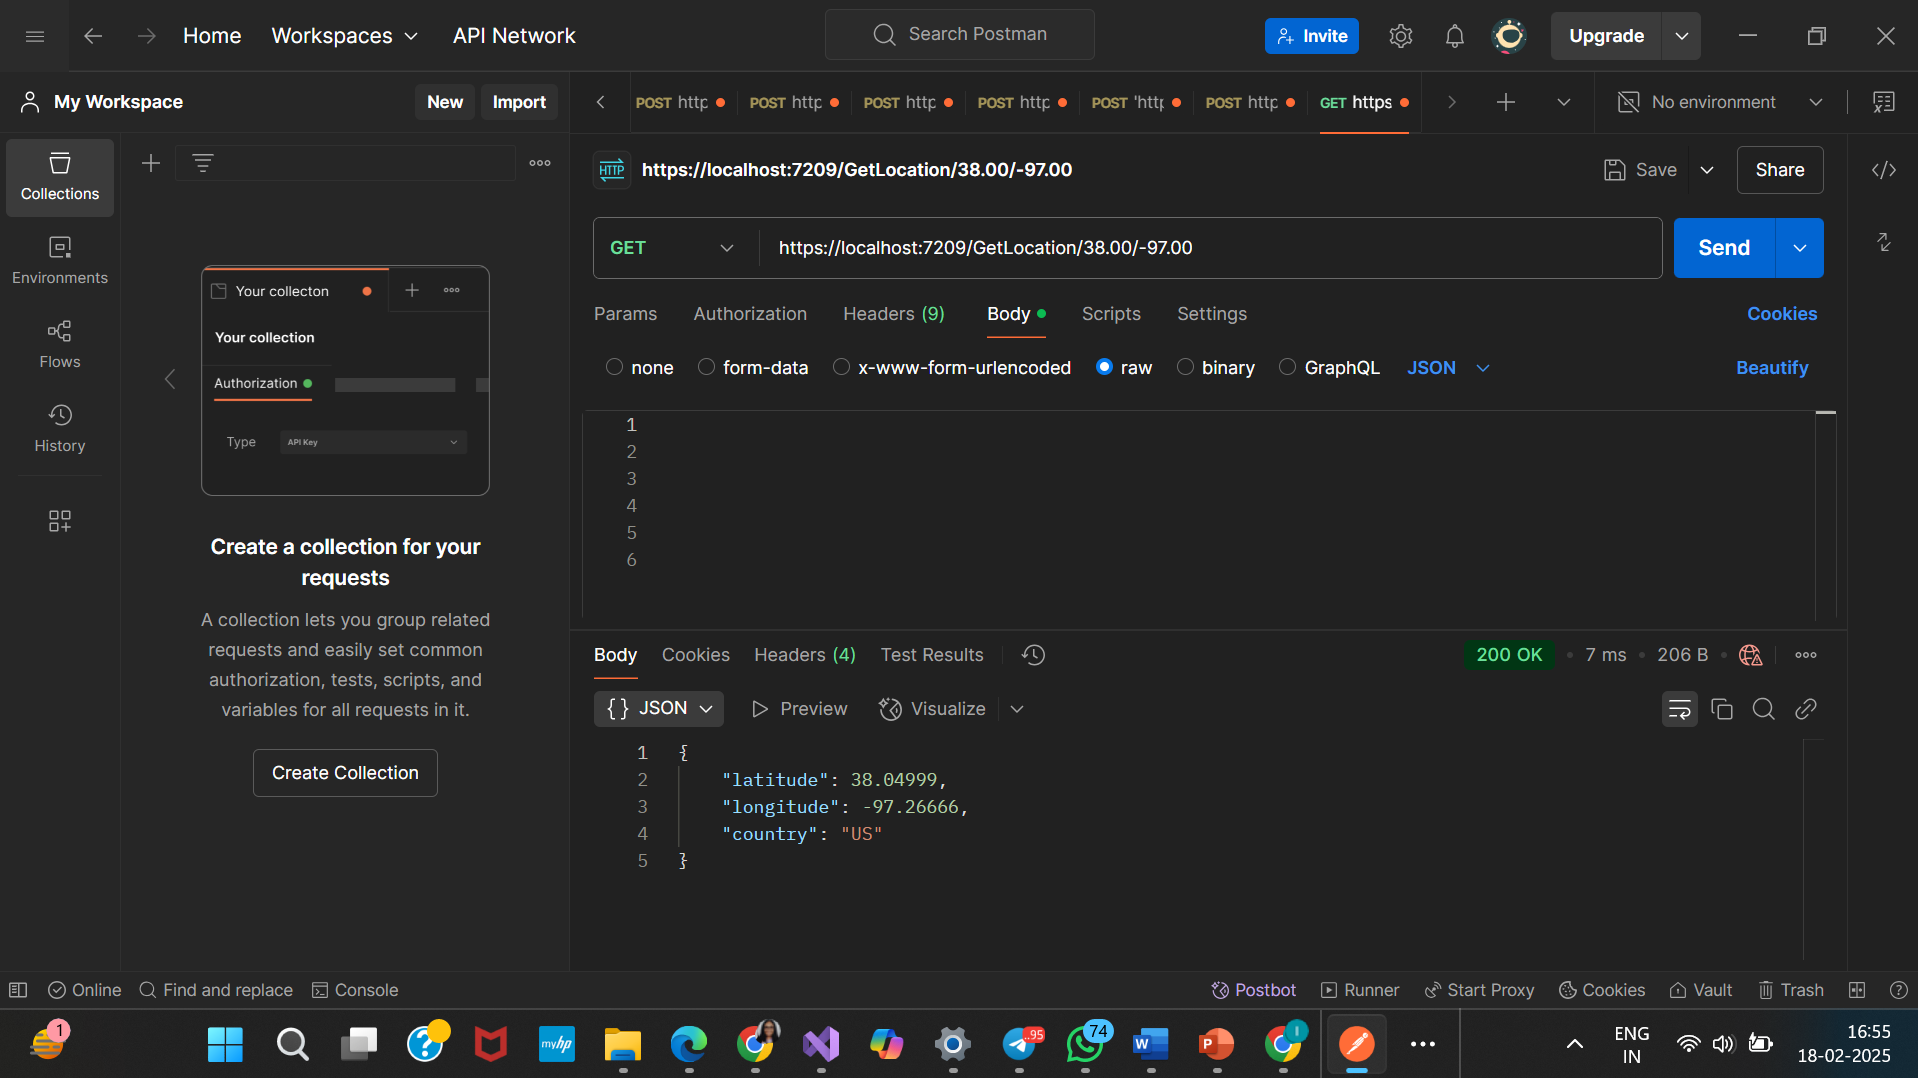 Home Workspaces API Network Search Postman Invite Upgrade
My Workspace New Import POST http POST http POST http POST http POST 'http POST http GET https No environment
HTTP https://localhost:7209/GetLocation/38.00/-97.00 Save Share
GET https://localhost:7209/GetLocation/38.00/-97.00 Send
Params Authorization Headers (9) Body Scripts Settings Cookies
none form-data x-www-form-urlencoded raw binary GraphQL JSON Beautify
1
2
3
4
5
6
Collections
Environments
Flows
History
Your collecton
Your collection
Authorization
Type API Key
Create a collection for your
requests
A collection lets you group related
requests and easily set common
authorization, tests, scripts, and
variables for all requests in it.
Create Collection
Body Cookies Headers (4) Test Results 200 OK 7 ms 206 B
{} JSON Preview Visualize
1 {
2 "latitude": 38.04999,
3 "longitude": -97.26666,
4 "country": "US"
5 }
Online Find and replace Console Postbot Runner Start Proxy Cookies Vault Trash
1 myhp ..95 74 W P I ENG 16:55
IN 18-02-2025